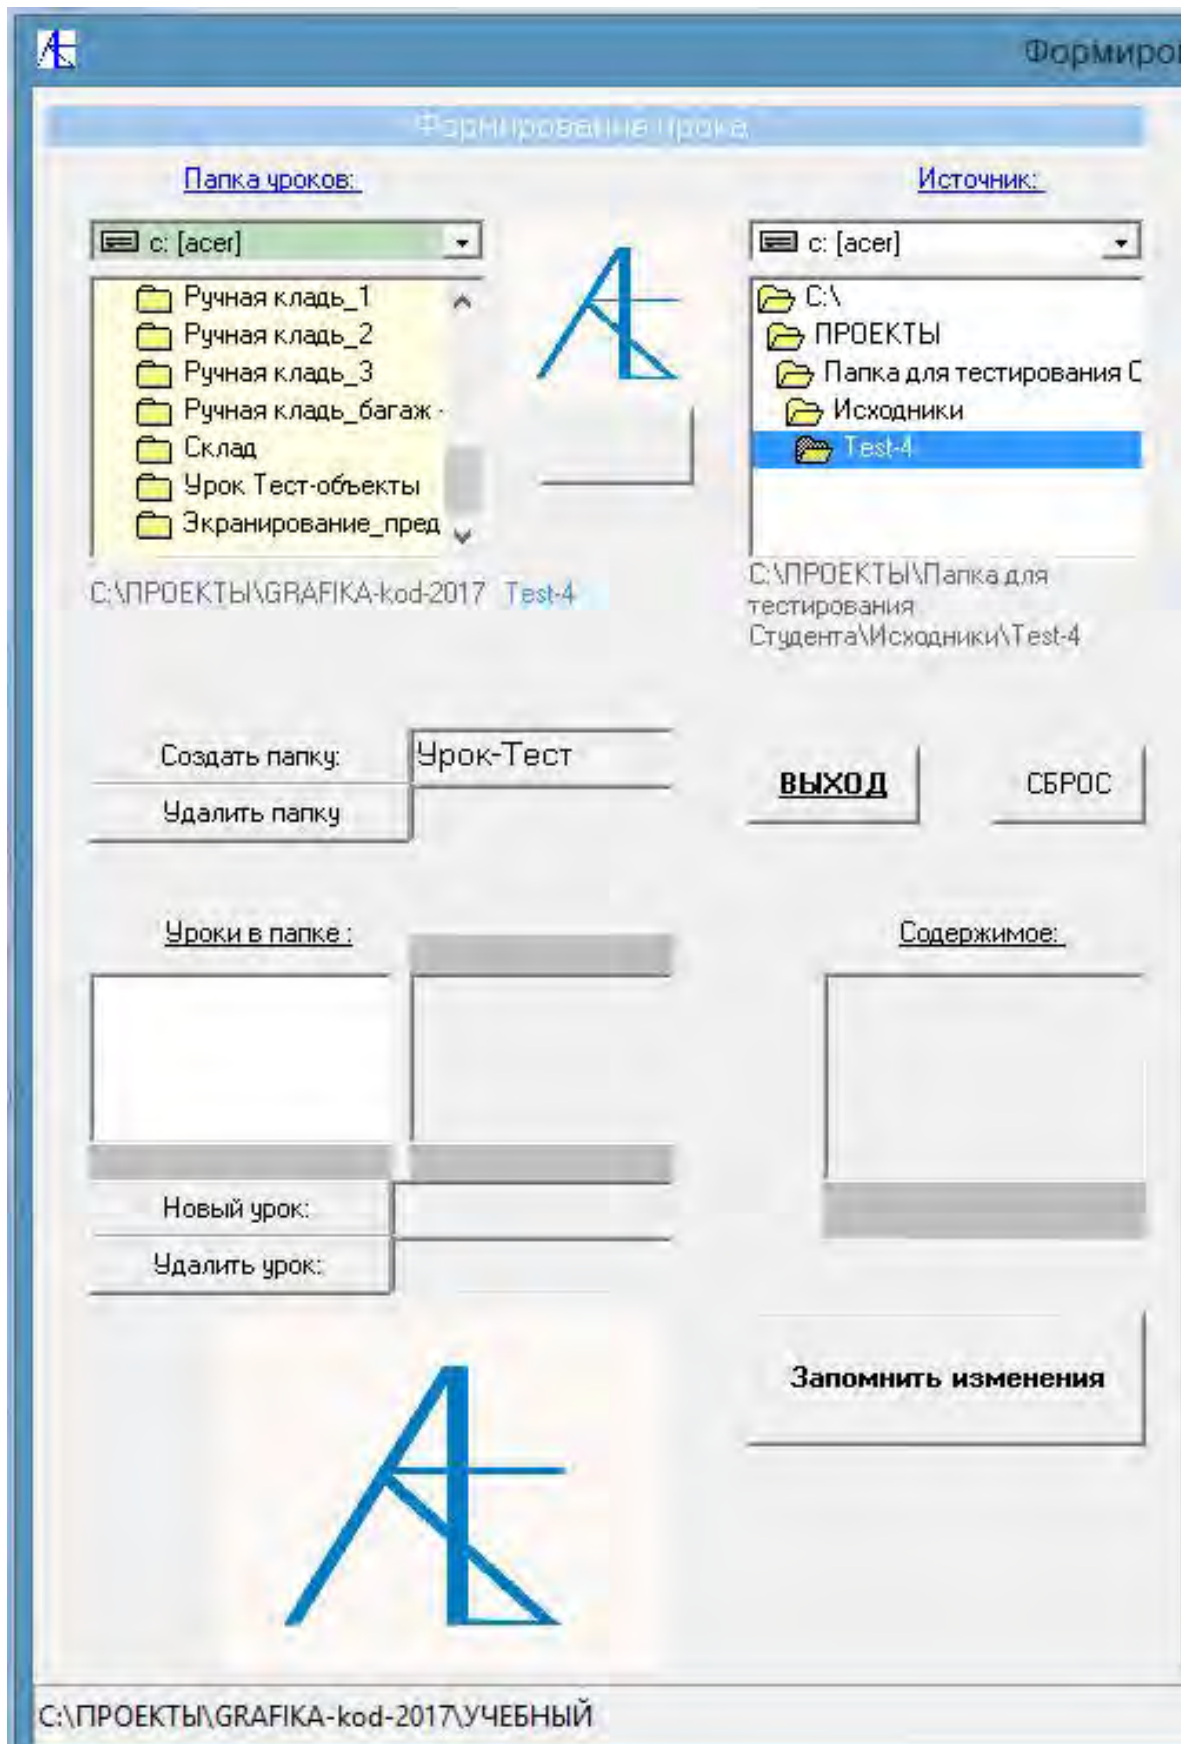 Формиров
Формирование урока
Папка уроков:
c: [acer]
Ручная кладь_1
Ручная кладь_2
Ручная кладь_3
Ручная кладь_багаж -
Склад
Урок Тест-объекты
Экранирование_пред
C:\ПРОЕКТЫ\GRAFIKA-kod-2017 Test-4
Источник:
c: [acer]
C:\
ПРОЕКТЫ
Папка для тестирования С
Исходники
Test-4
C:\ПРОЕКТЫ\Папка для
тестирования
Студента\Исходники\Test-4
Создать папку:
Урок-Тест
Удалить папку
ВЫХОД
СБРОС
Уроки в папке :
Содержимое:
Новый урок:
Удалить урок:
Запомнить изменения
C:\ПРОЕКТЫ\GRAFIKA-kod-2017\УЧЕБНЫЙ